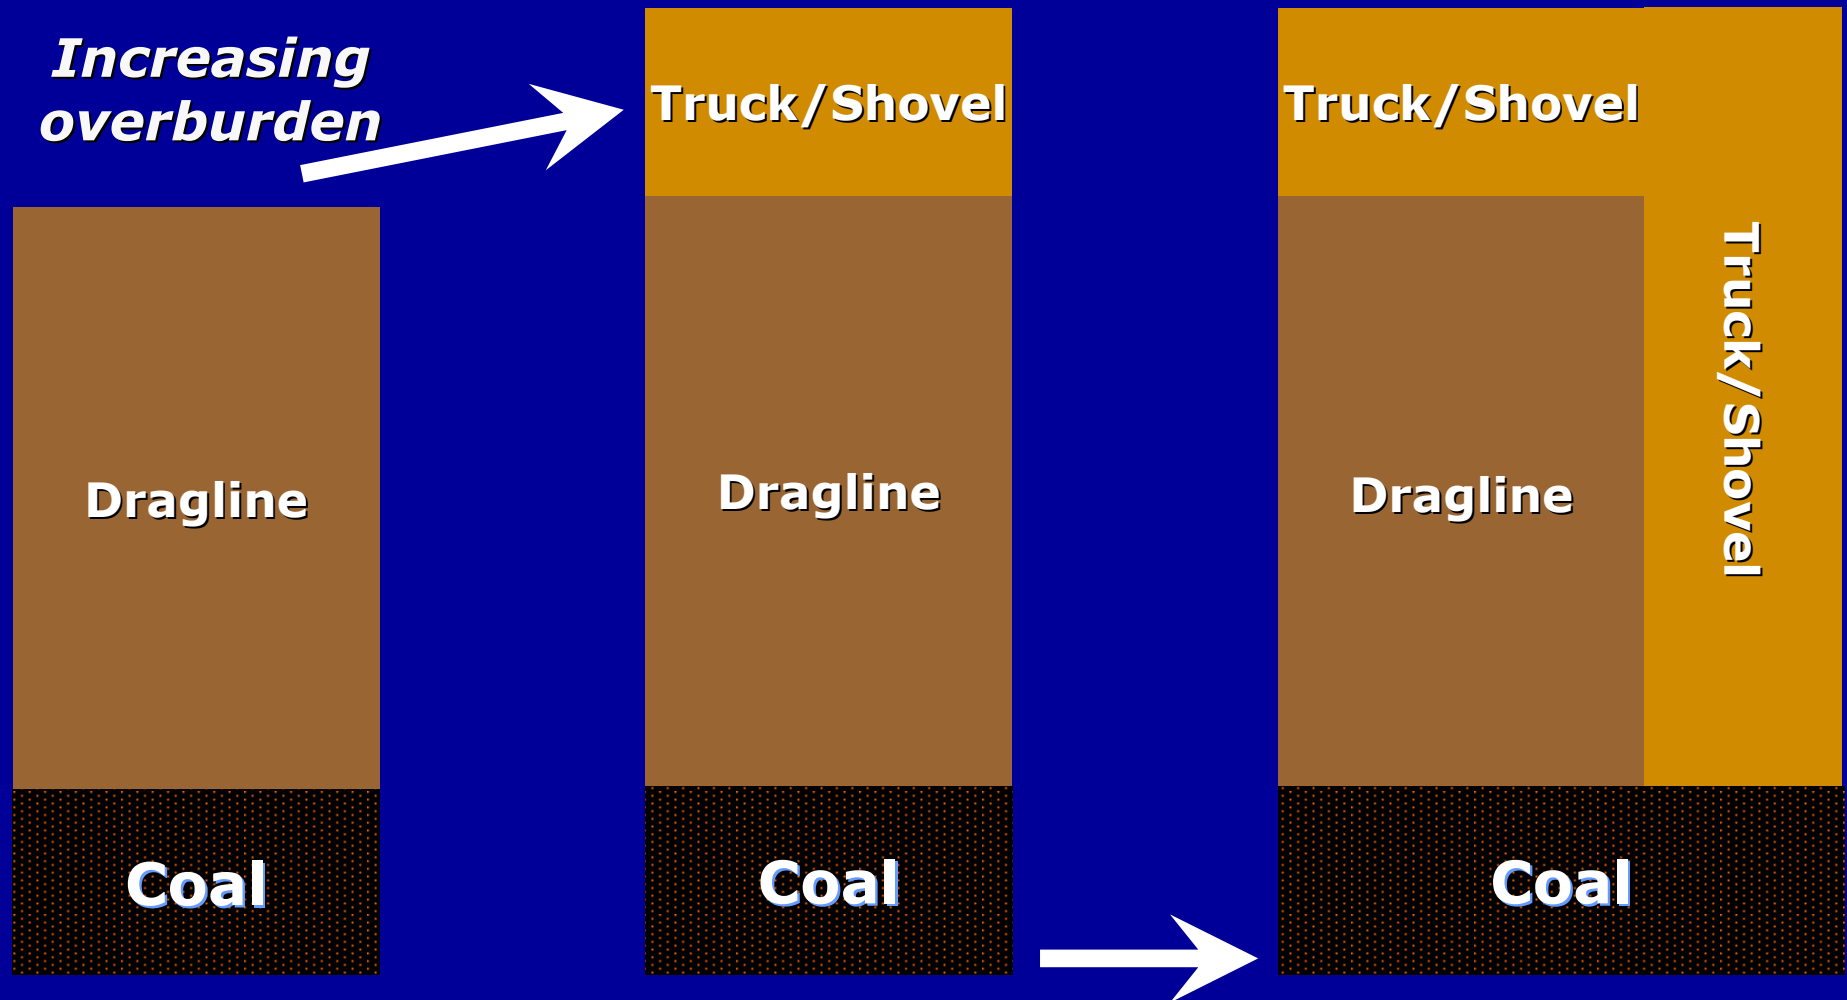 Increasing
overburden
Dragline
Coal
Truck/Shovel
Dragline
Coal
Truck/Shovel
Truck/Shovel
Dragline
Coal